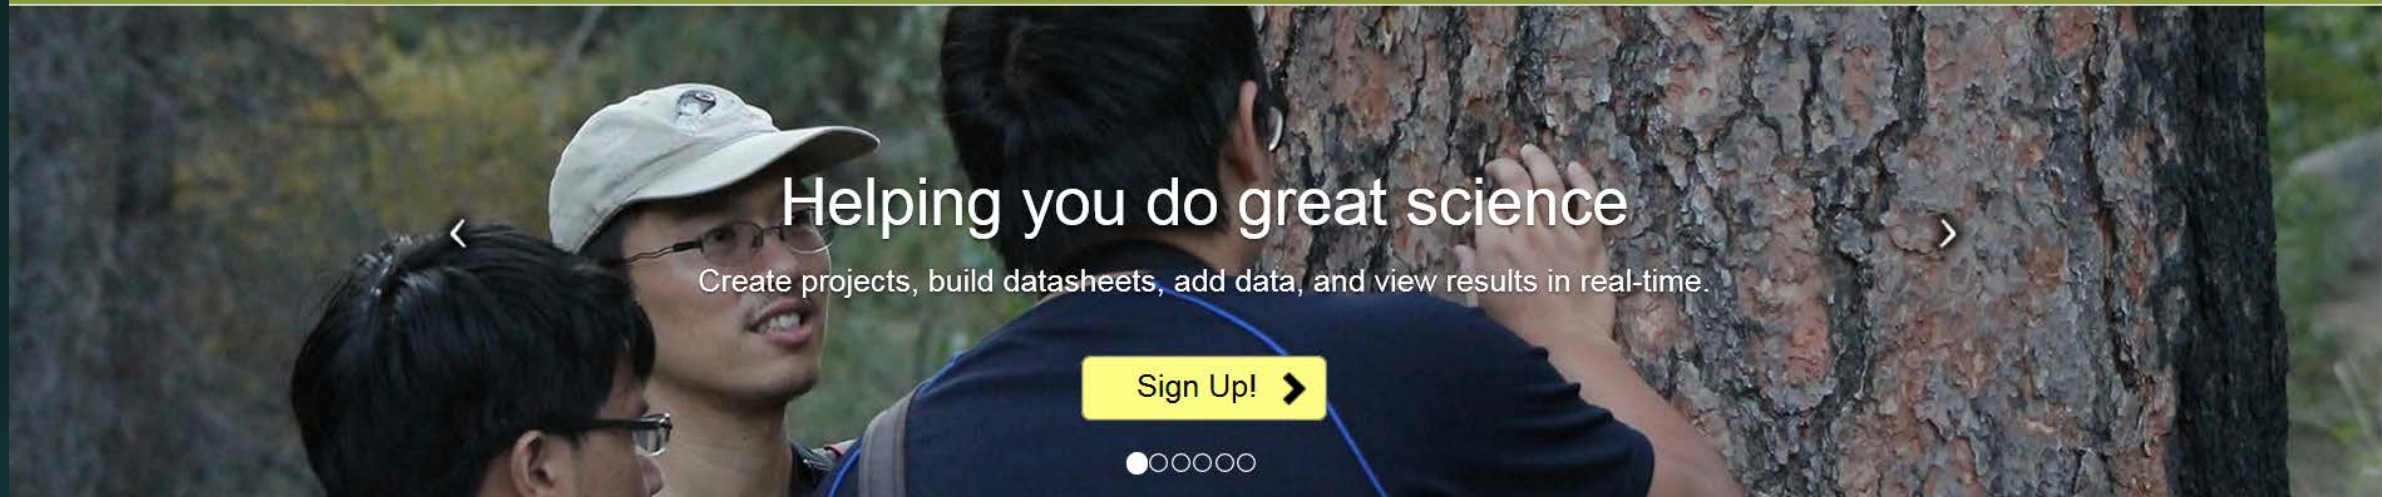 Helping you do great science
Create projects, build datasheets, add data, and view results in real-time.
Sign Up!